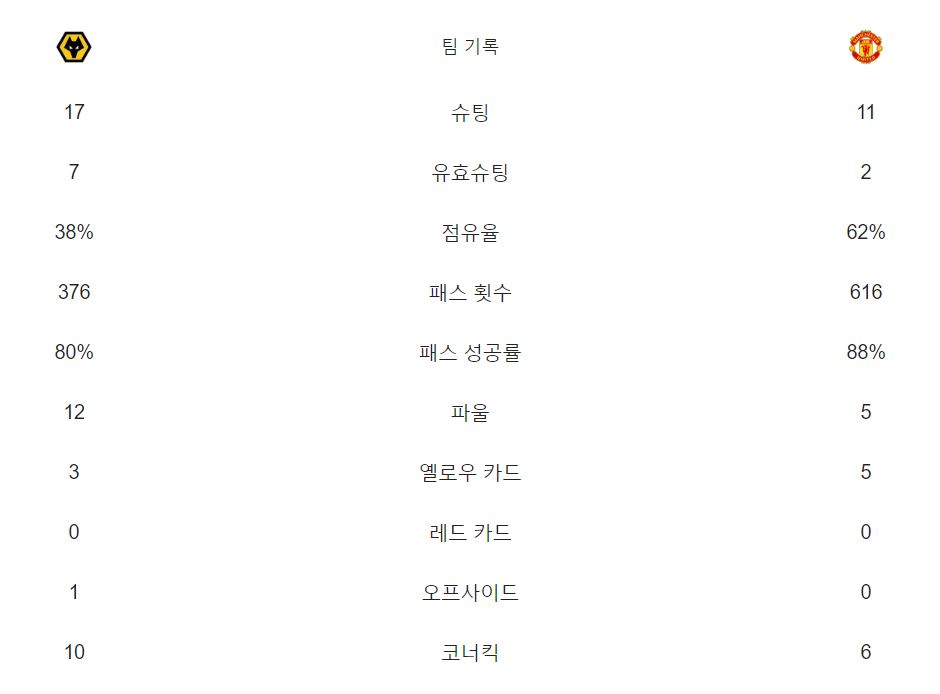 팀 기록
17 슈팅 11
7 유효슈팅 2
38% 점유율 62%
376 패스 횟수 616
80% 패스 성공률 88%
12 파울 5
3 옐로우 카드 5
0 레드 카드 0
1 오프사이드 0
10 코너킥 6